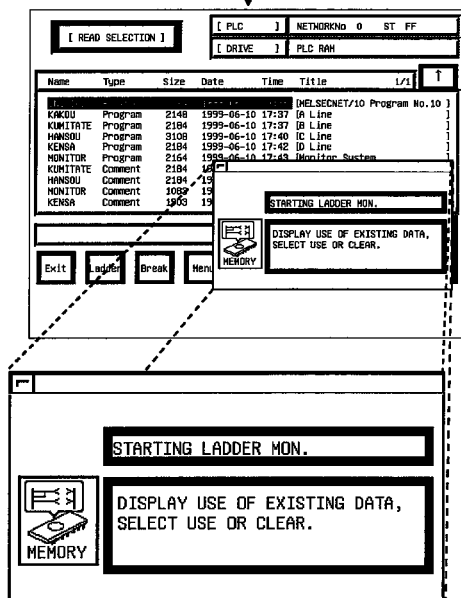 [ READ SELECTION ]
[ PLC ] NETWORKNo 0 ST FF
[ DRIVE ] PLC RAM
Name Type Size Date Time Title 1/1 ↑
[MELSECNET/10 Program No.10 ]
KAKOU Program 2148 1999-06-10 17:37 [A Line ]
KUMITATE Program 2184 1999-06-10 17:37 [B Line ]
HANSOU Program 3108 1999-06-10 17:40 [C Line ]
KENSA Program 2184 1999-06-10 17:42 [D Line ]
MONITOR Program 2164 1999-06-10 17:43 [Monitor System
KUMITATE Comment 2184
HANSOU Comment 2184 19
MONITOR Comment 1083 19
KENSA Comment 1903 19
Exit Ladder Break Menu
STARTING LADDER MON.
MEMORY
DISPLAY USE OF EXISTING DATA,
SELECT USE OR CLEAR.
STARTING LADDER MON.
MEMORY
DISPLAY USE OF EXISTING DATA,
SELECT USE OR CLEAR.